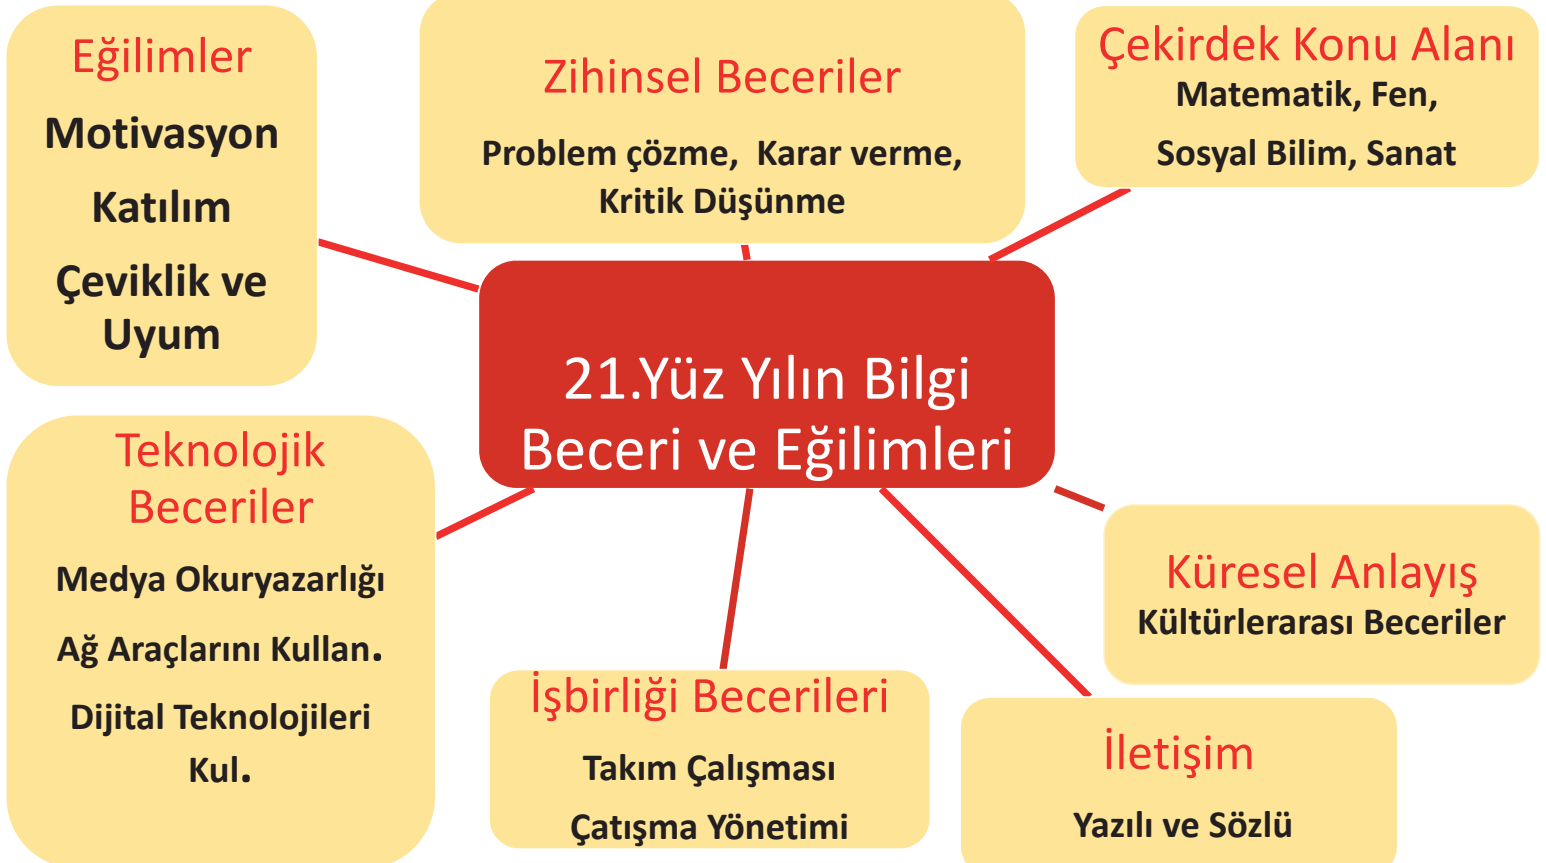 Eğilimler
Motivasyon
Katılım
Çeviklik ve
Uyum
Zihinsel Beceriler
Problem çözme,  Karar verme,
Kritik Düşünme
Çekirdek Konu Alanı
Matematik, Fen,
Sosyal Bilim, Sanat
21.Yüz Yılın Bilgi
Beceri ve Eğilimleri
Teknolojik
Beceriler
Medya Okuryazarlığı
Ağ Araçlarını Kullan.
Dijital Teknolojileri
Kul.
İşbirliği Becerileri
Takım Çalışması
Çatışma Yönetimi
İletişim
Yazılı ve Sözlü
Küresel Anlayış
Kültürlerarası Beceriler